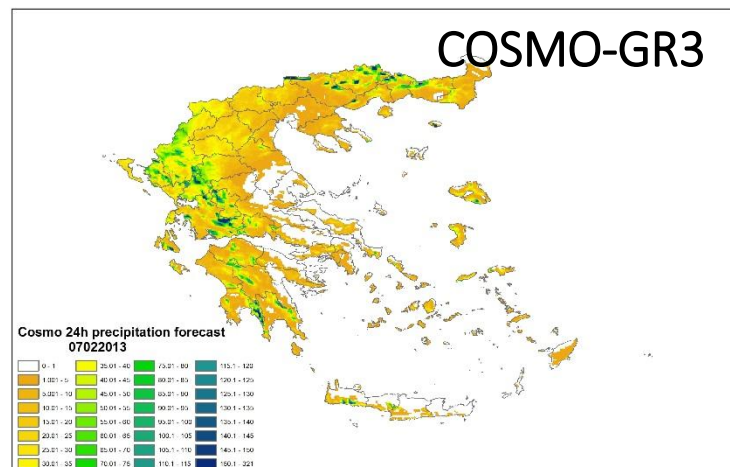 COSMO-GR3
Cosmo 24h precipitation forecast
07022013
0 - 1 35.01 - 40 75.01 - 80 115.1 - 120
1.001 - 5 40.01 - 45 80.01 - 85 120.1 - 125
5.001 - 10 45.01 - 50 85.01 - 90 125.1 - 130
10.01 - 15 50.01 - 55 90.01 - 95 130.1 - 135
15.01 - 20 55.01 - 60 95.01 - 100 135.1 - 140
20.01 - 25 60.01 - 65 100.1 - 105 140.1 - 145
25.01 - 30 65.01 - 70 105.1 - 110 145.1 - 150
30.01 - 35 70.01 - 75 110.1 - 115 150.1 - 321